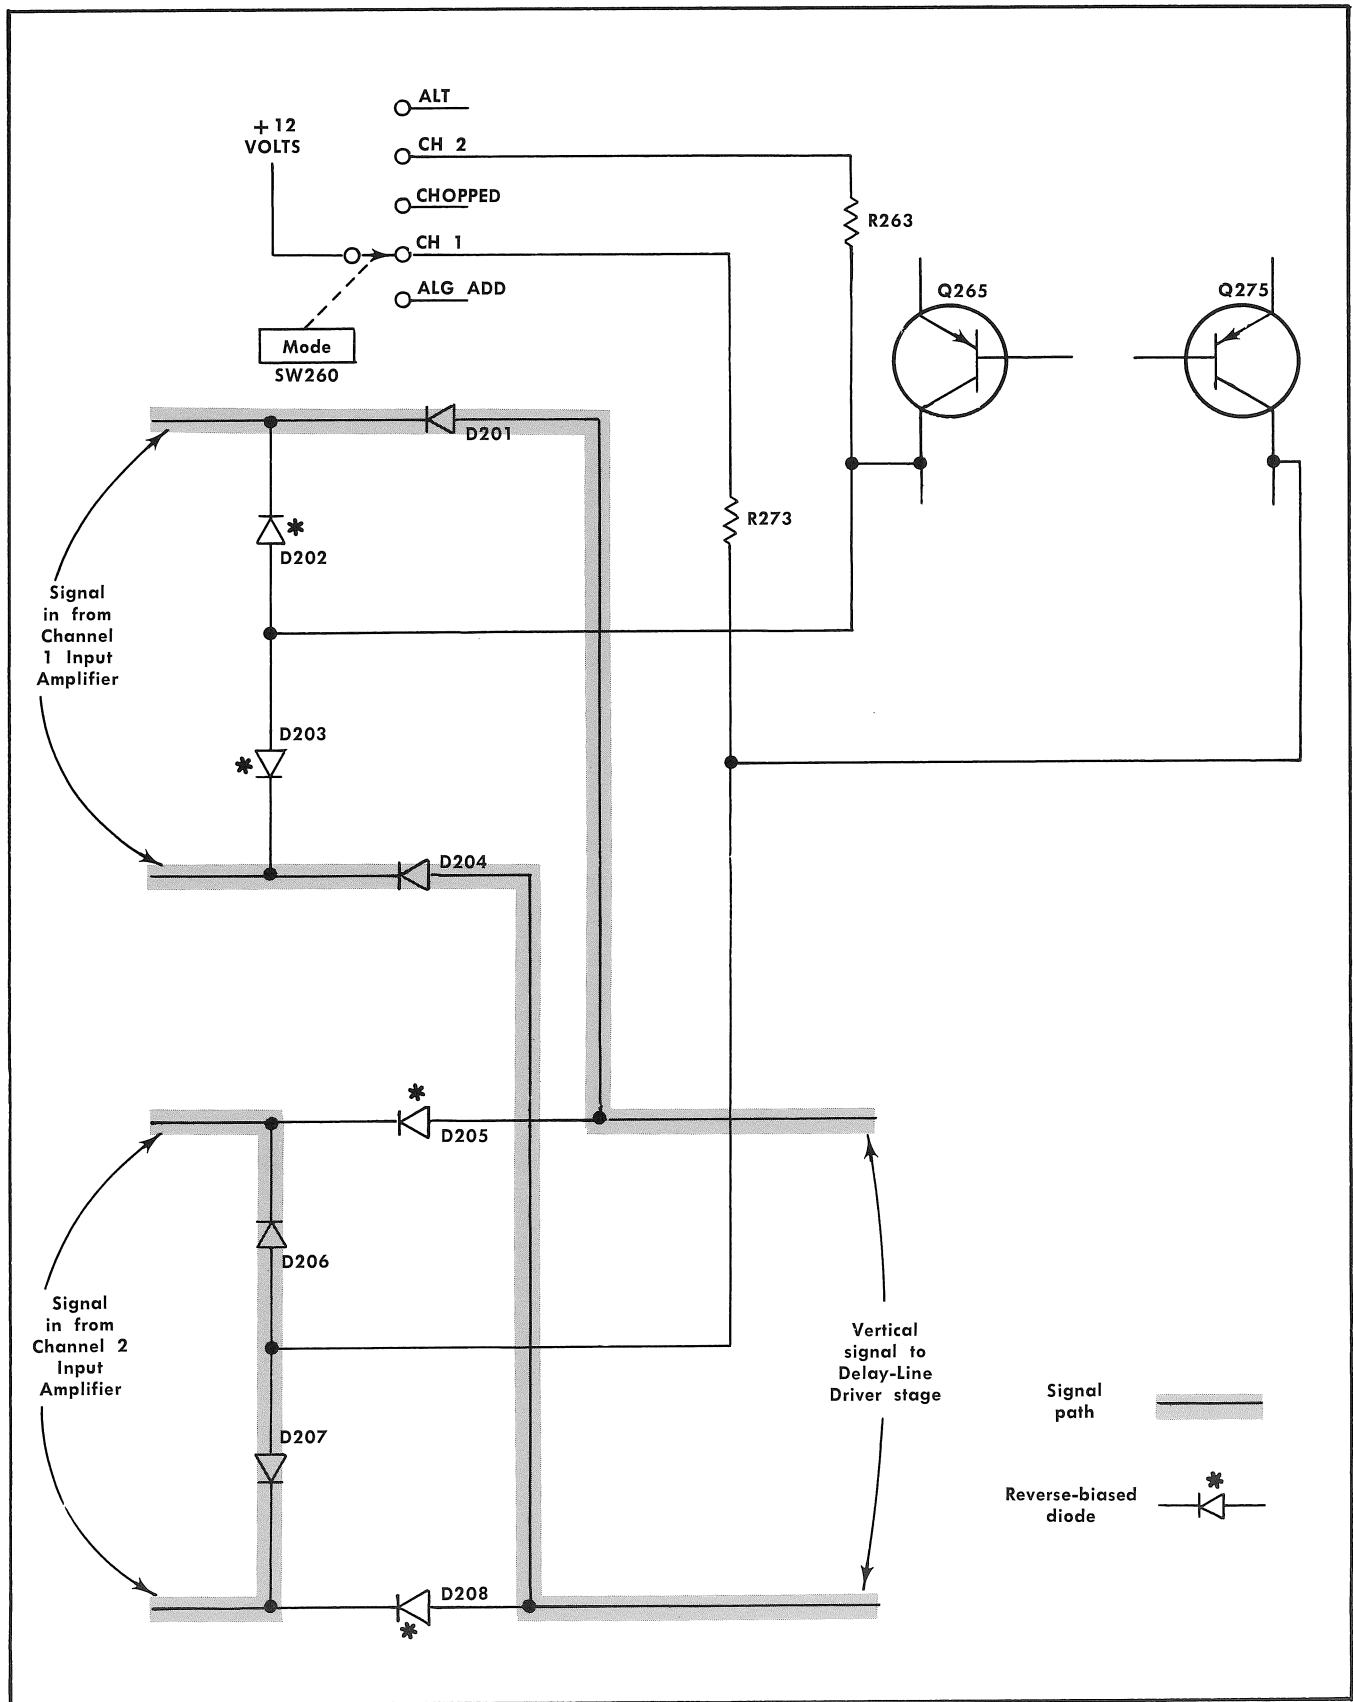 ALT
+12
VOLTS
CH 2
CHOPPED
R263
CH 1
ALG ADD
Q265
Q275
Mode
SW260
D201
R273
*
D202
Signal
in from
Channel
1 Input
Amplifier
D203
*
D204
*
D205
D206
Signal
in from
Channel 2
Input
Amplifier
Vertical
signal to
Delay-Line
Driver stage
Signal
path
D207
*
Reverse-biased
diode
D208
*